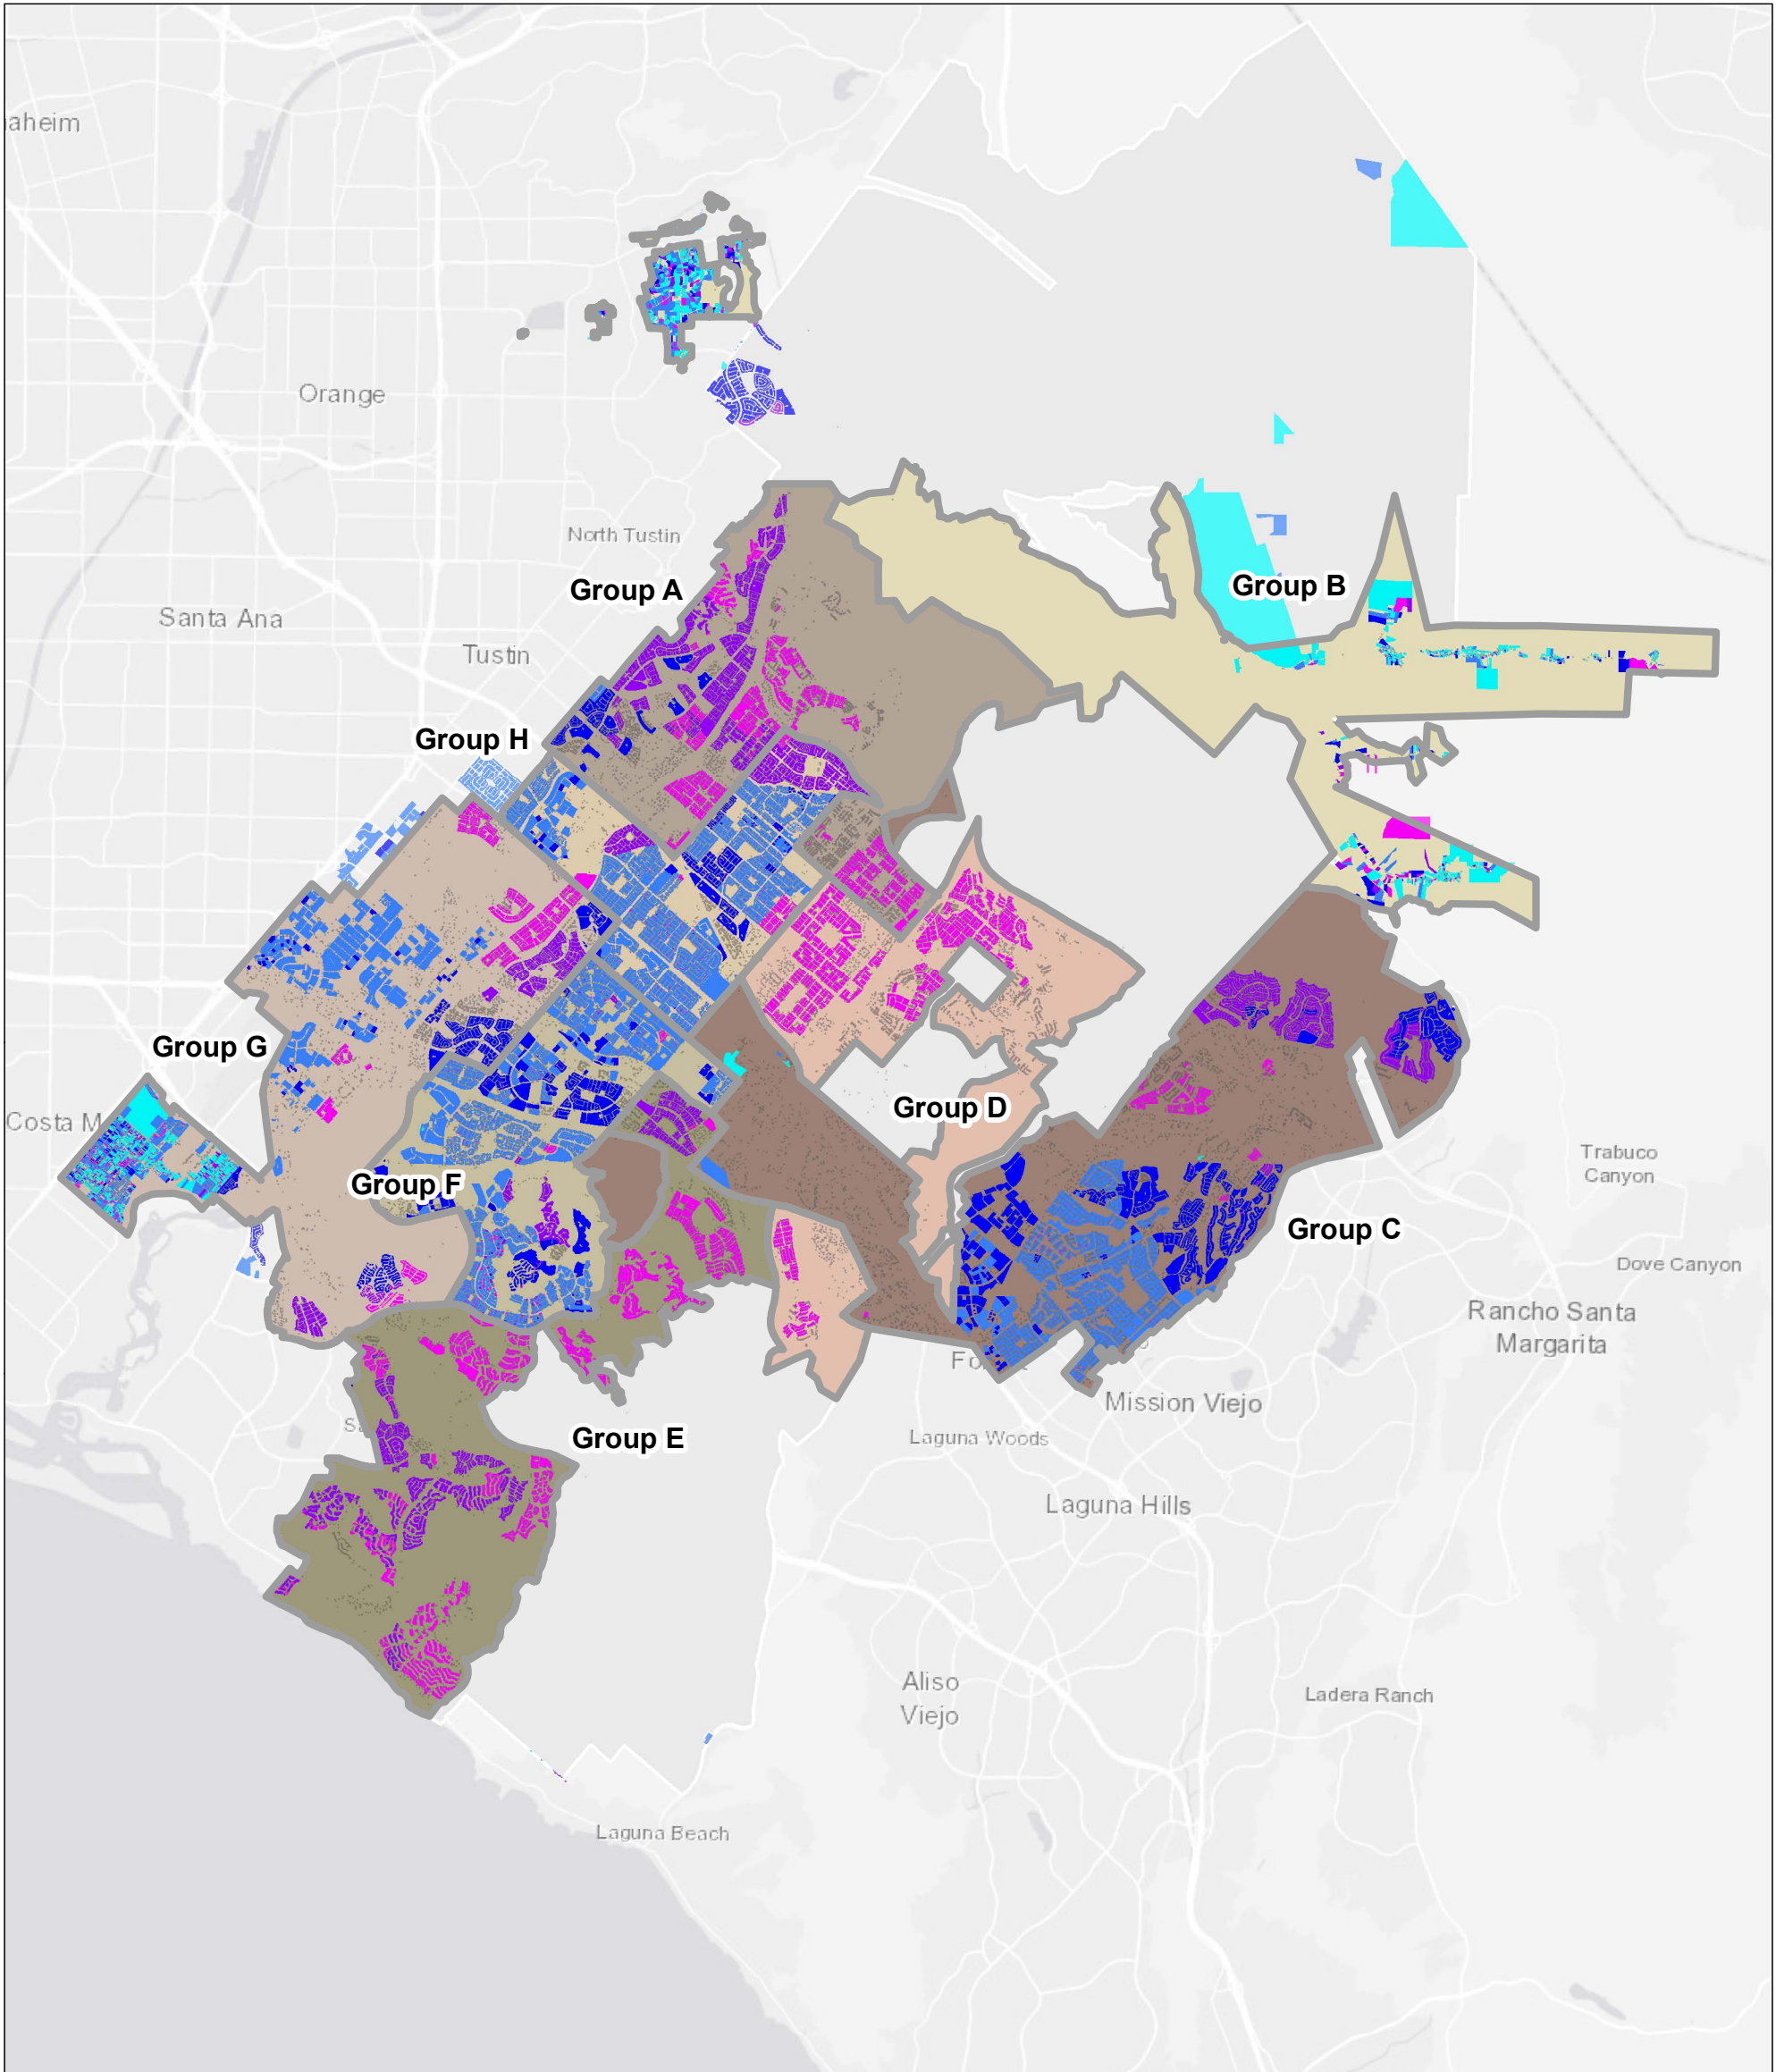 aheim
Orange
North Tustin
Group A
Group B
Santa Ana
Tustin
Group H
Group G
Costa M
Group D
Trabuco
Canyon
Group F
Group C
Dove Canyon
Rancho Santa
Margarita
Mission Viejo
Group E
Laguna Woods
Laguna Hills
Aliso
Viejo
Ladera Ranch
Laguna Beach